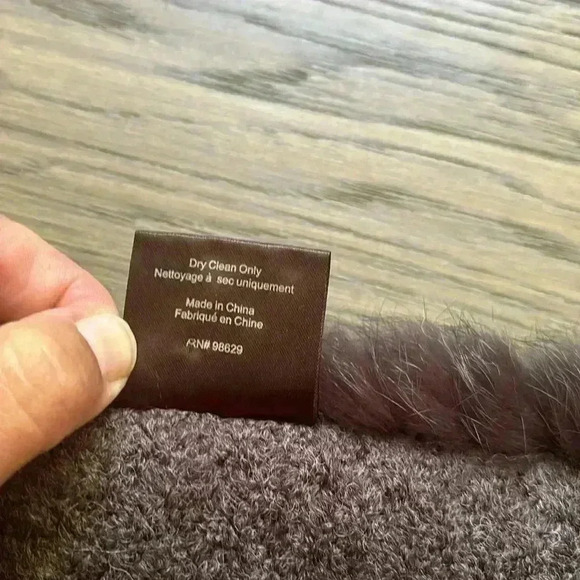 Dry Clean Only
Nettoyage à sec uniquement
Made in China
Fabriqué en Chine
RN# 98629